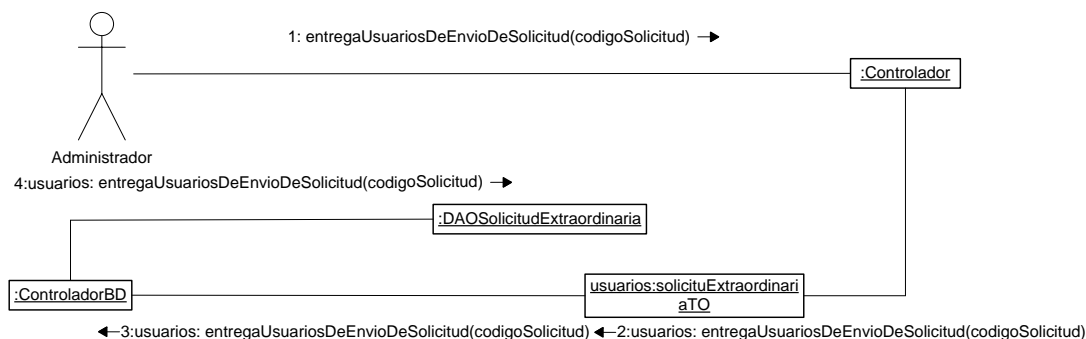 1: entregaUsuariosDeEnvioDeSolicitud(codigoSolicitud)
:Controlador
Administrador
4:usuarios: entregaUsuariosDeEnvioDeSolicitud(codigoSolicitud)
:DAOSolicitudExtraordinaria
:ControladorBD
usuarios:solicituExtraordinari
aTO
3:usuarios: entregaUsuariosDeEnvioDeSolicitud(codigoSolicitud)
2:usuarios: entregaUsuariosDeEnvioDeSolicitud(codigoSolicitud)